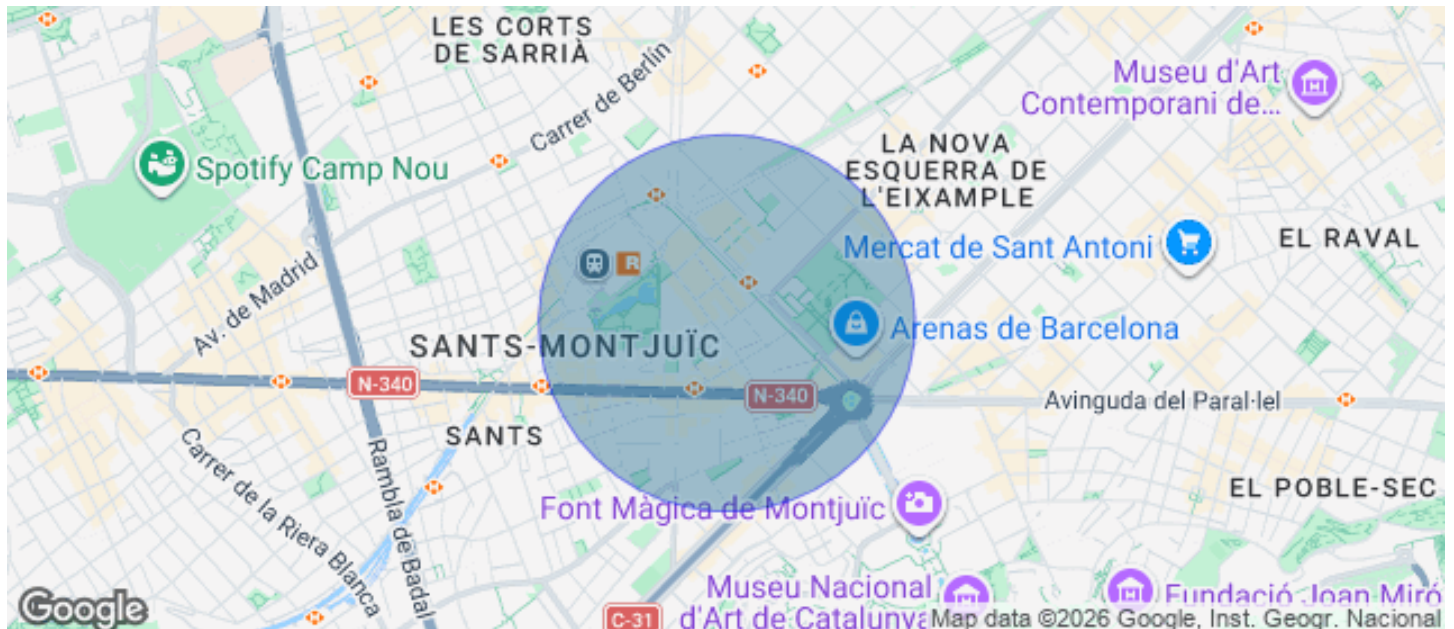 LES CORTS
DE SARRIÀ
Museu d'Art
Contemporani de...
Carrer de Berlín
LA NOVA
ESQUERRA DE
L'EIXAMPLE
Spotify Camp Nou
Mercat de Sant Antoni
EL RAVAL
R
Av. de Madrid
SANTS-MONTJUÏC
Arenas de Barcelona
N-340
N-340
Avinguda del Paral·lel
SANTS
Carrer de la Riera Blanca
Rambla de Badal
EL POBLE-SEC
Font Màgica de Montjuïc
Museu Nacional
d'Art de Catalunya
Fundació Joan Miró
C-31
Google
Map data ©2026 Google, Inst. Geogr. Nacional